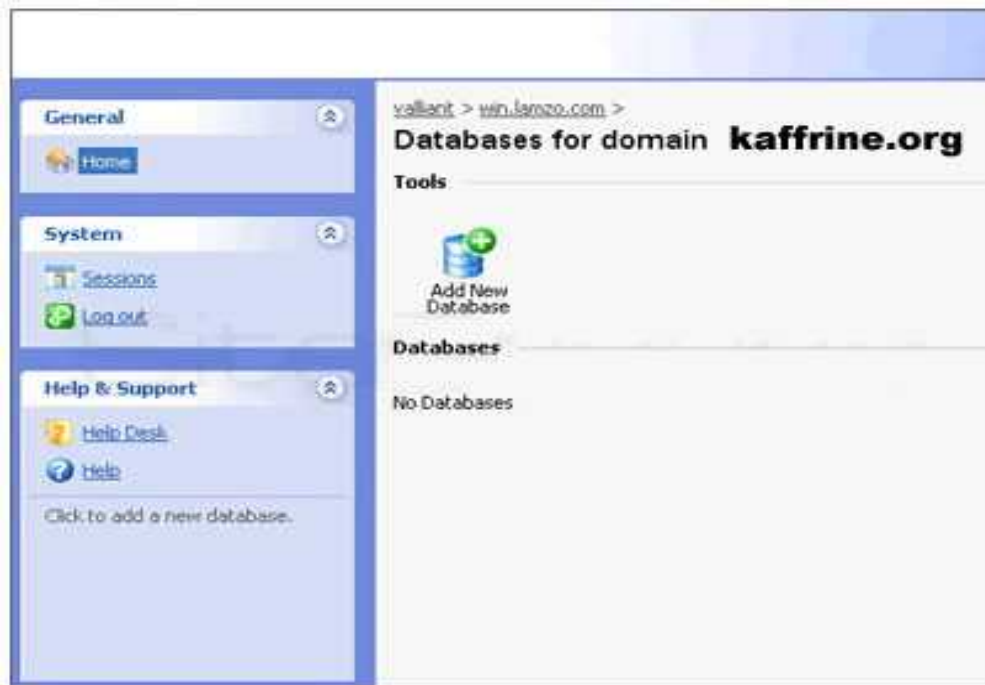 General
Home
System
Sessions
Log out
Help & Support
Help Desk
Help
Click to add a new database.
valliant > win.lamzo.com >
Databases for domain kaffrine.org
Tools
Add New
Database
Databases
No Databases